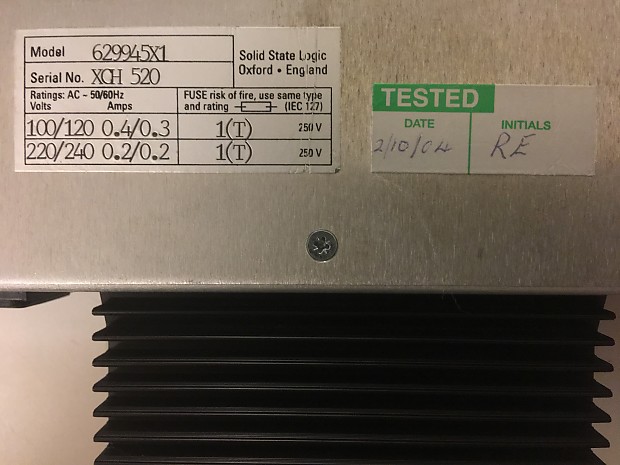 Model 629945X1
Serial No. XCH 520
Solid State Logic
Oxford • England
Ratings: AC ~ 50/60Hz
Volts Amps
FUSE risk of fire, use same type
and rating (IEC 127)
100/120 0.4/0.3 1(T) 250 V
220/240 0.2/0.2 1(T) 250 V
TESTED
DATE INITIALS
2/10/04 RE